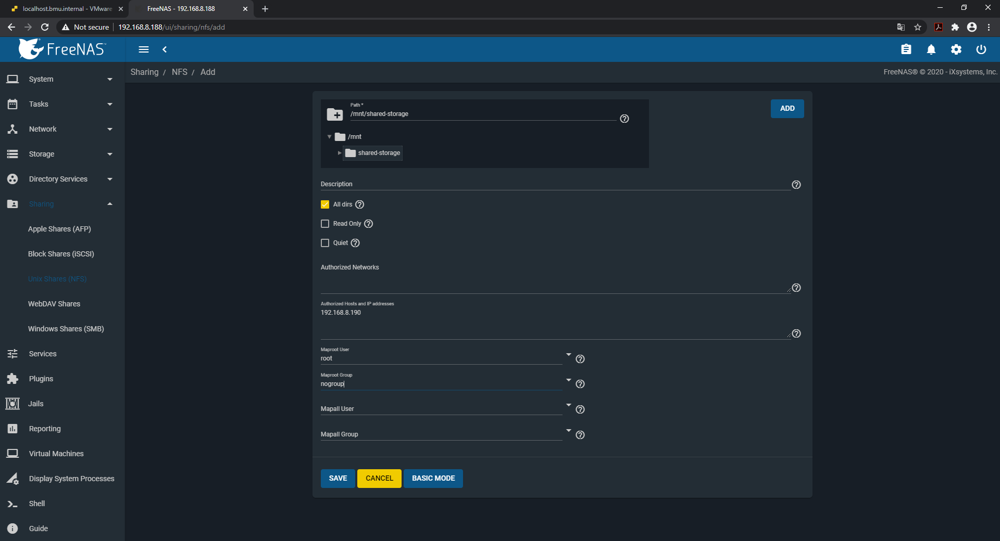 localhost.bmu.internal - VMware
FreeNAS - 192.168.8.188
Not secure
192.168.8.188/ui/sharing/nfs/add
FreeNAS™
Sharing / NFS / Add
FreeNAS® © 2020 - iXsystems, Inc.
System
Tasks
Network
Storage
Directory Services
Sharing
Apple Shares (AFP)
Block Shares (iSCSI)
Unix Shares (NFS)
WebDAV Shares
Windows Shares (SMB)
Services
Plugins
Jails
Reporting
Virtual Machines
Display System Processes
Shell
Guide
Path *
/mnt/shared-storage
ADD
/mnt
shared-storage
Description
All dirs
Read Only
Quiet
Authorized Networks
Authorized Hosts and IP addresses
192.168.8.190
Maproot User
root
Maproot Group
nogroup
Mapall User
Mapall Group
SAVE
CANCEL
BASIC MODE